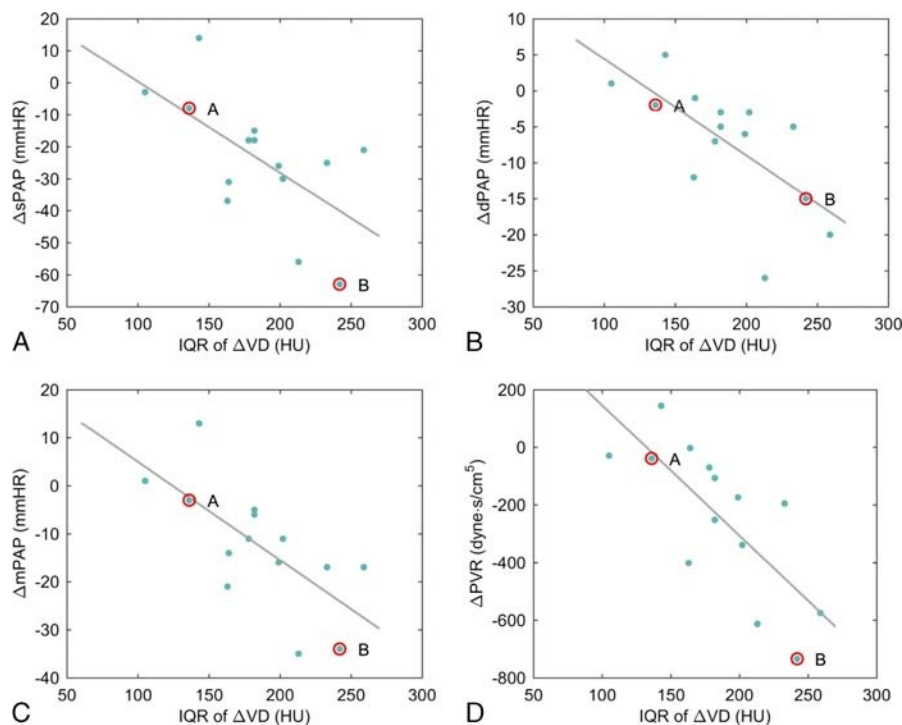 20
10
0
-10
-20
-30
-40
-50
-60
-70
ΔsPAP (mmHR)
A
B
50 100 150 200 250 300
IQR of ΔVD (HU)
A
10
5
0
-5
-10
-15
-20
-25
-30
ΔdPAP (mmHR)
A
B
50 100 150 200 250 300
IQR of ΔVD (HU)
B
20
10
0
-10
-20
-30
-40
ΔmPAP (mmHR)
A
B
50 100 150 200 250 300
IQR of ΔVD (HU)
C
200
0
-200
-400
-600
-800
ΔPVR (dyne·s/cm⁵)
A
B
50 100 150 200 250 300
IQR of ΔVD (HU)
D